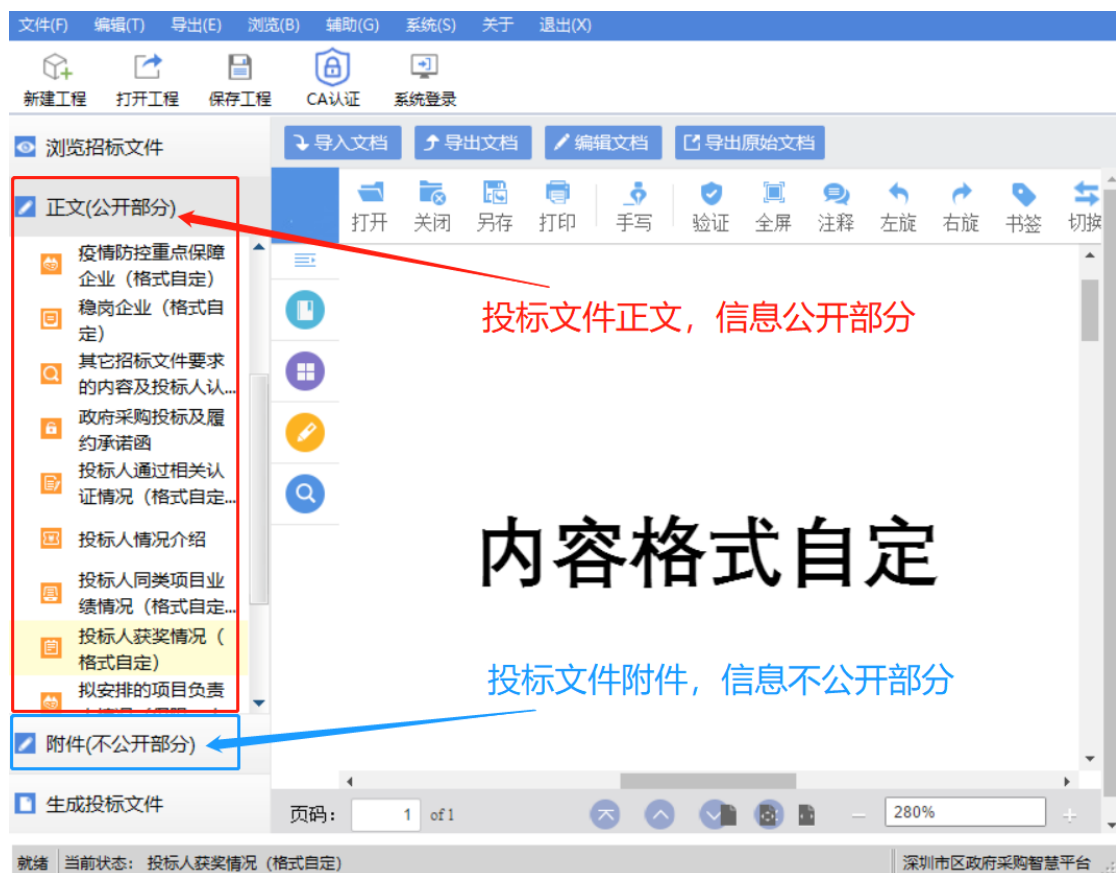 文件(F) 编辑(T) 导出(E) 浏览(B) 辅助(G) 系统(S) 关于 退出(X)
新建工程 打开工程 保存工程 CA认证 系统登录
浏览招标文件
导入文档 导出文档 编辑文档 导出原始文档
正文(公开部分)
打开 关闭 另存 打印 手写 验证 全屏 注释 左旋 右旋 书签 切换
疫情防控重点保障
企业（格式自定）
稳岗企业（格式自
定）
其它招标文件要求
的内容及投标人认...
政府采购投标及履
约承诺函
投标人通过相关认
证情况（格式自定...
投标人情况介绍
投标人同类项目业
绩情况（格式自定...
投标人获奖情况（
格式自定）
拟安排的项目负责
投标文件正文，信息公开部分
内容格式自定
投标文件附件，信息不公开部分
附件(不公开部分)
生成投标文件
页码： 1 of 1 280%
就绪 当前状态：投标人获奖情况（格式自定） 深圳市区政府采购智慧平台